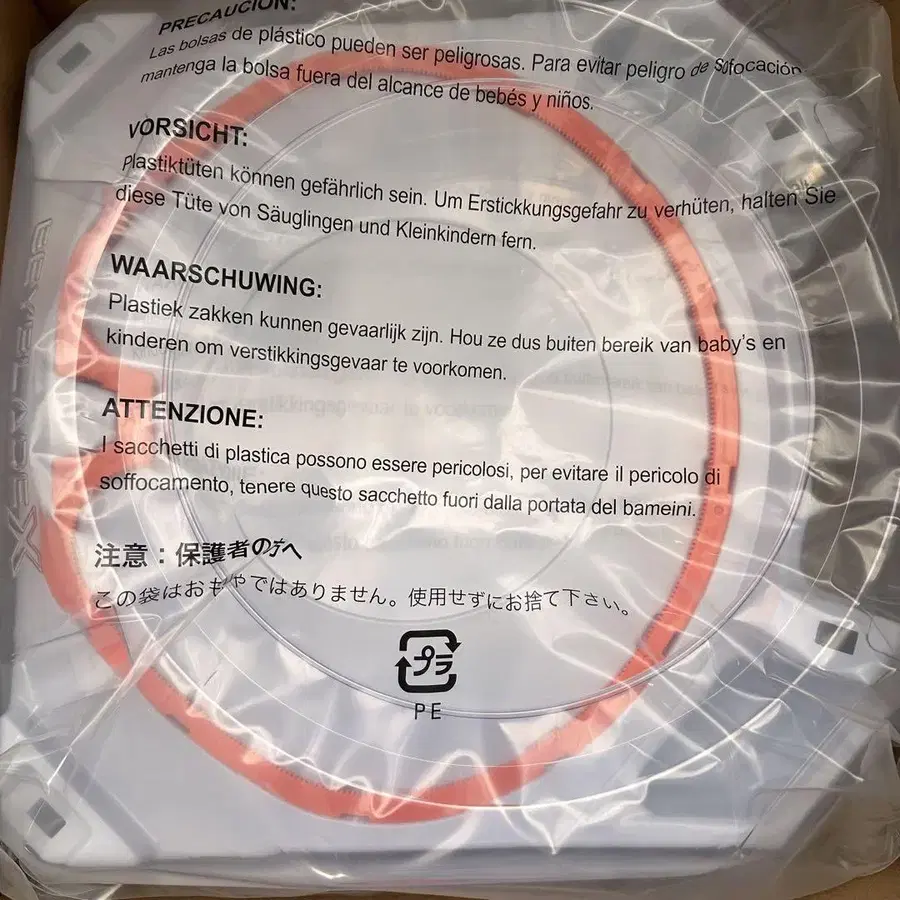 PRECAUCIÓN:
Las bolsas de plástico pueden ser peligrosas. Para evitar peligro de Sofocación
mantenga la bolsa fuera del alcance de bebés y niños.
VORSICHT:
Plastiktüten können gefährlich sein. Um Erstickkungsgefahr zu verhüten, halten Sie
diese Tüte von Säuglingen und Kleinkindern fern.
WAARSCHUWING:
Plastiek zakken kunnen gevaarlijk zijn. Hou ze dus buiten bereik van baby's en
kinderen om verstikkingsgevaar te voorkomen.
ATTENZIONE:
I sacchetti di plastica possono essere pericolosi, per evitare il pericolo di
soffocamento, tenere questo sacchetto fuori dalla portata del bameini.
注意：保護者の方へ
この袋はおもやではありません。使用せずにお捨て下さい。
プラ
PE